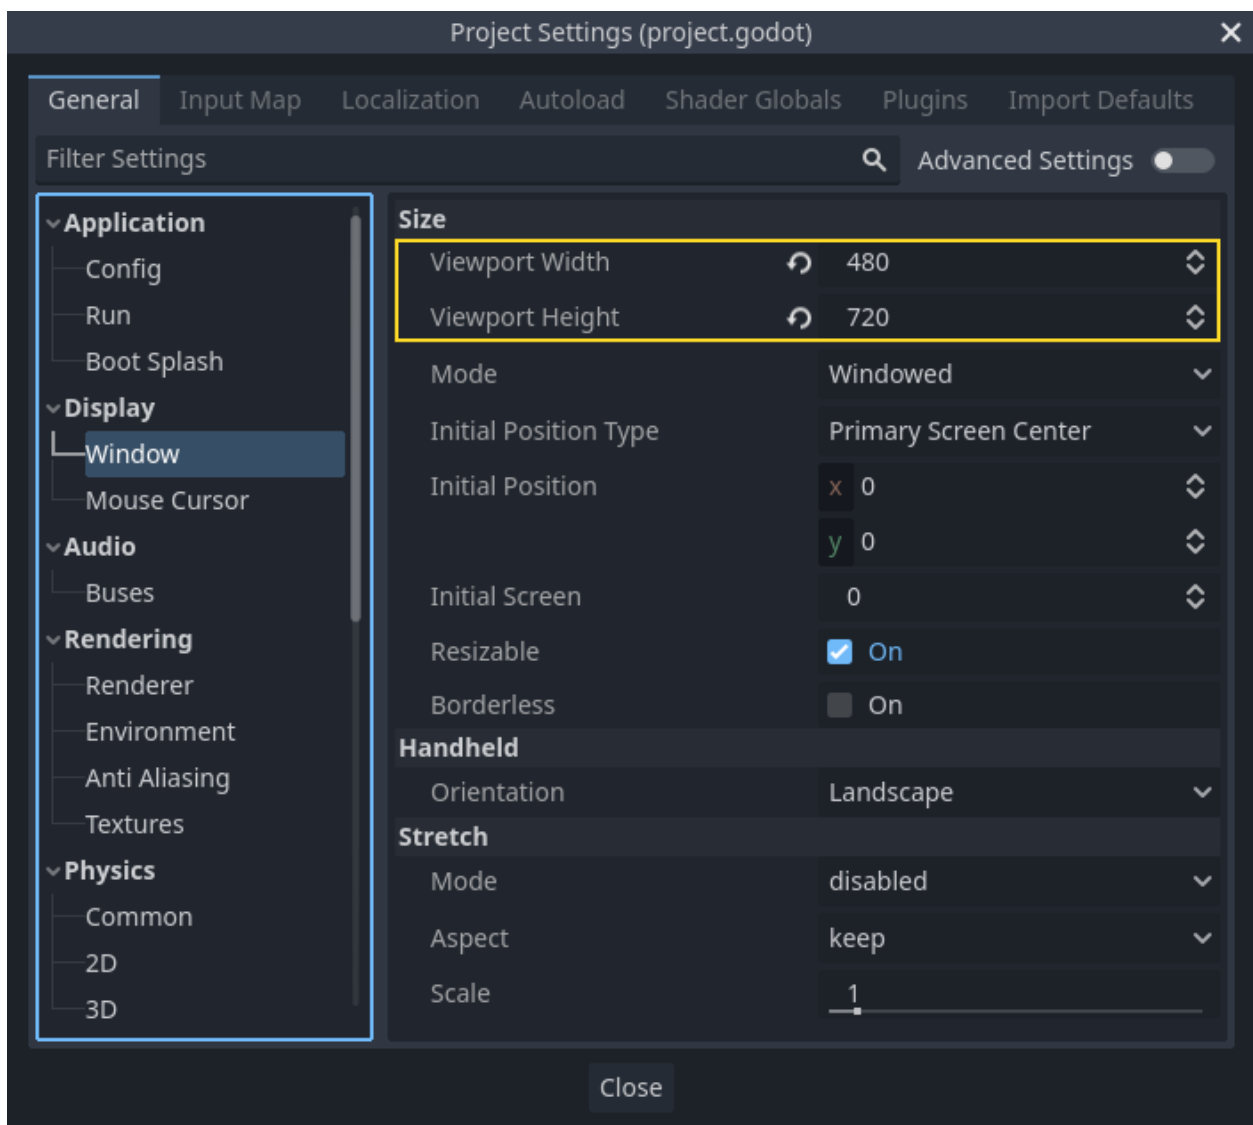 Project Settings (project.godot)
General Input Map Localization Autoload Shader Globals Plugins Import Defaults
Filter Settings Advanced Settings
Application
Config
Run
Boot Splash
Display
Window
Mouse Cursor
Audio
Buses
Rendering
Renderer
Environment
Anti Aliasing
Textures
Physics
Common
2D
3D
Size
Viewport Width 480
Viewport Height 720
Mode Windowed
Initial Position Type Primary Screen Center
Initial Position x 0
y 0
Initial Screen 0
Resizable On
Borderless On
Handheld
Orientation Landscape
Stretch
Mode disabled
Aspect keep
Scale 1
Close